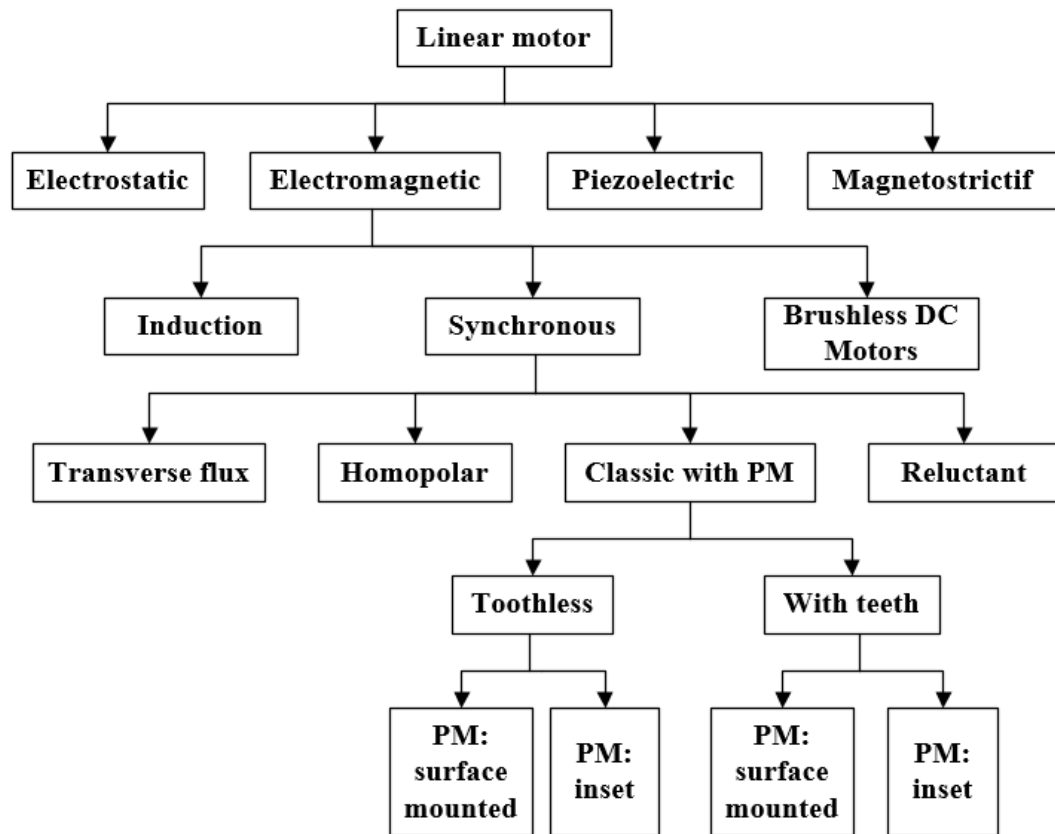 Linear motor
Electrostatic
Electromagnetic
Piezoelectric
Magnetostrictif
Induction
Synchronous
Brushless DC
Motors
Transverse flux
Homopolar
Classic with PM
Reluctant
Toothless
With teeth
PM:
surface
mounted
PM:
inset
PM:
surface
mounted
PM:
inset